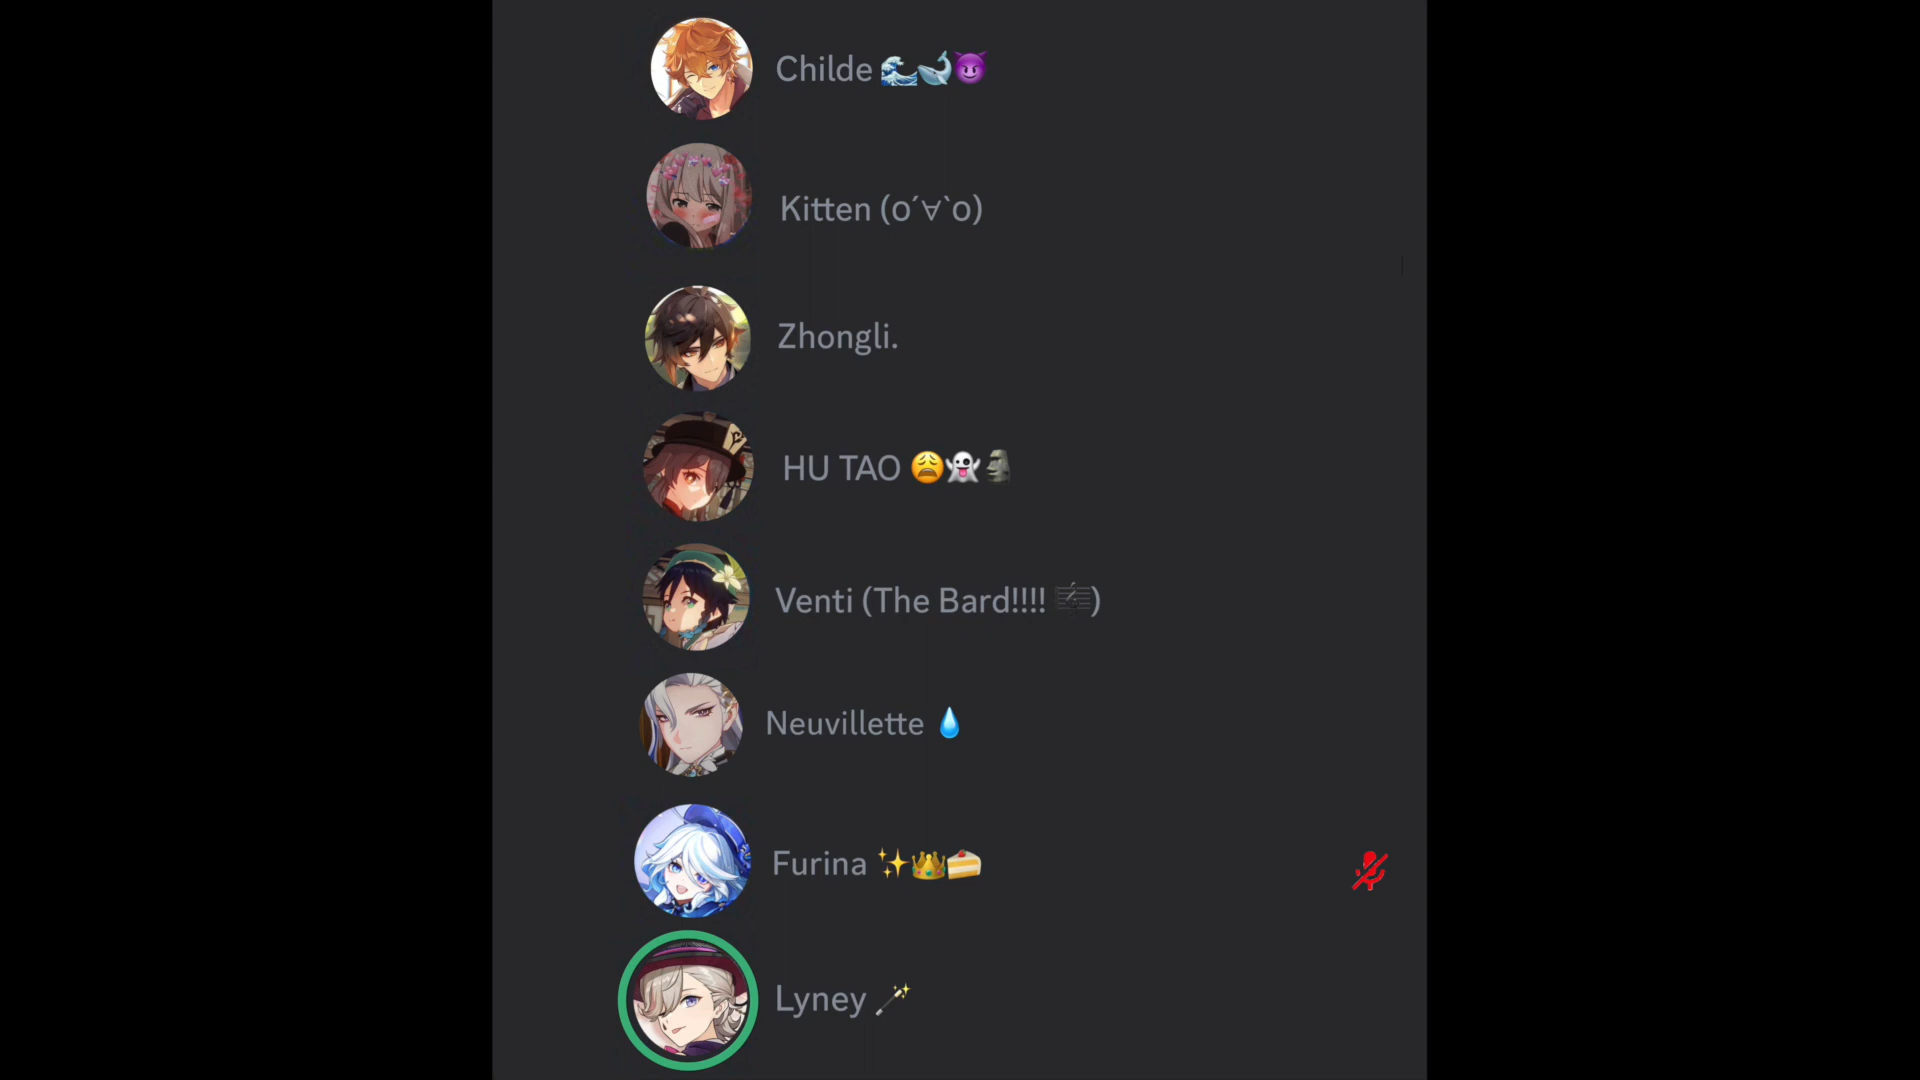 Childe 🌊🐋😈
Kitten (o´∀`o)
Zhongli.
HU TAO 😩👻🗿
Venti (The Bard!!!! 🎼)
Neuvillette 💧
Furina ✨👑🍰
Lyney 🪄